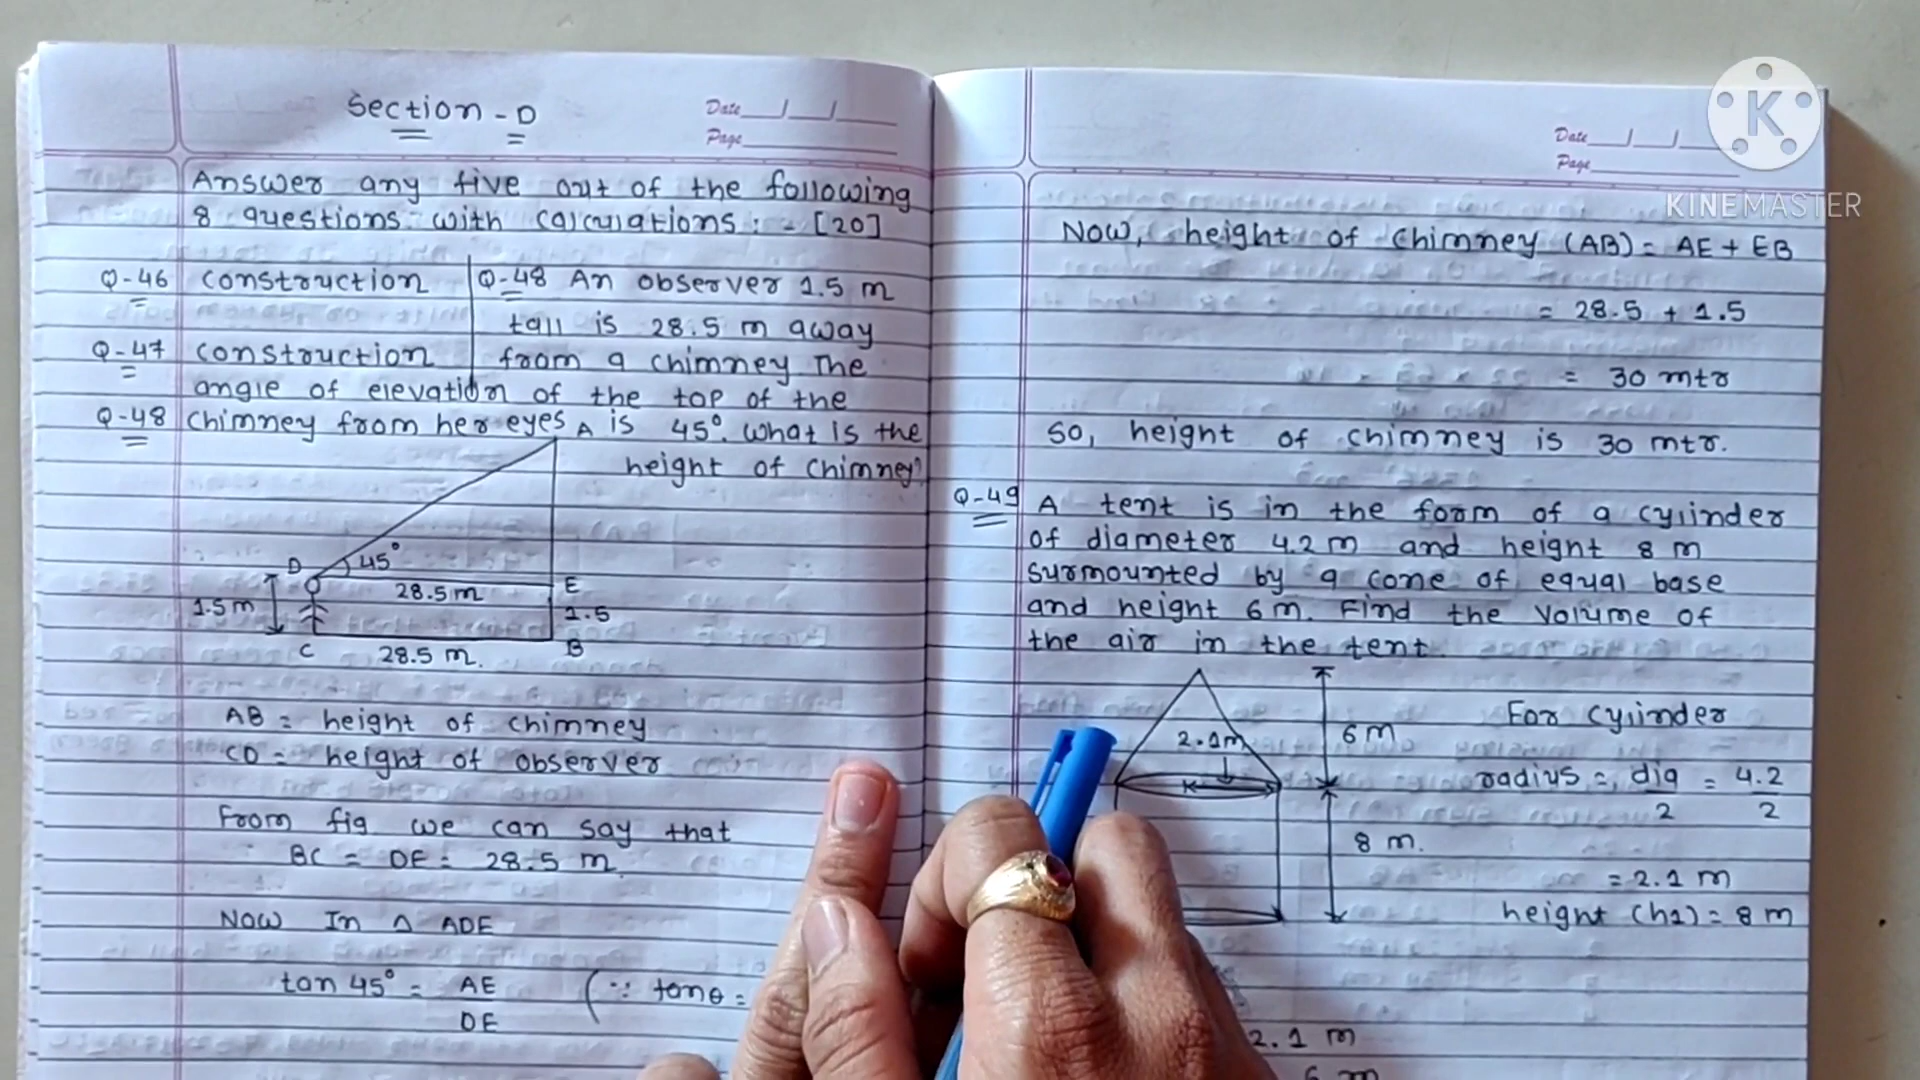 Section - D
Date
Page
Answer any five out of the following
8 questions with calculations : - [20]
Q-46 construction
Q-48 An observer 1.5 m
tall is 28.5 m away
Q-47 construction
from a chimney The
angle of elevation of the top of the
Q-48 chimney from her eyes is 45°. What is the
height of chimney?
A
D 45°
28.5 m E
1.5 m 1.5
C 28.5 m. B
AB = height of chimney
CD = height of observer
From fig we can say that
BC = DE = 28.5 m.
Now In △ ADE
tan 45° = AE
DE
(∵ tanθ =
Date
Page
K
KINEMASTER
Now, height of chimney (AB) = AE + EB
= 28.5 + 1.5
= 30 mtr
So, height of chimney is 30 mtr.
Q-49 A tent is in the form of a cylinder
of diameter 4.2 m and height 8 m
surmounted by a cone of equal base
and height 6 m. Find the volume of
the air in the tent.
2.1m
6 m
8 m.
For cylinder
radius = dia = 4.2
2 2
= 2.1 m
height (h1) = 8 m
2.1 m
6 m